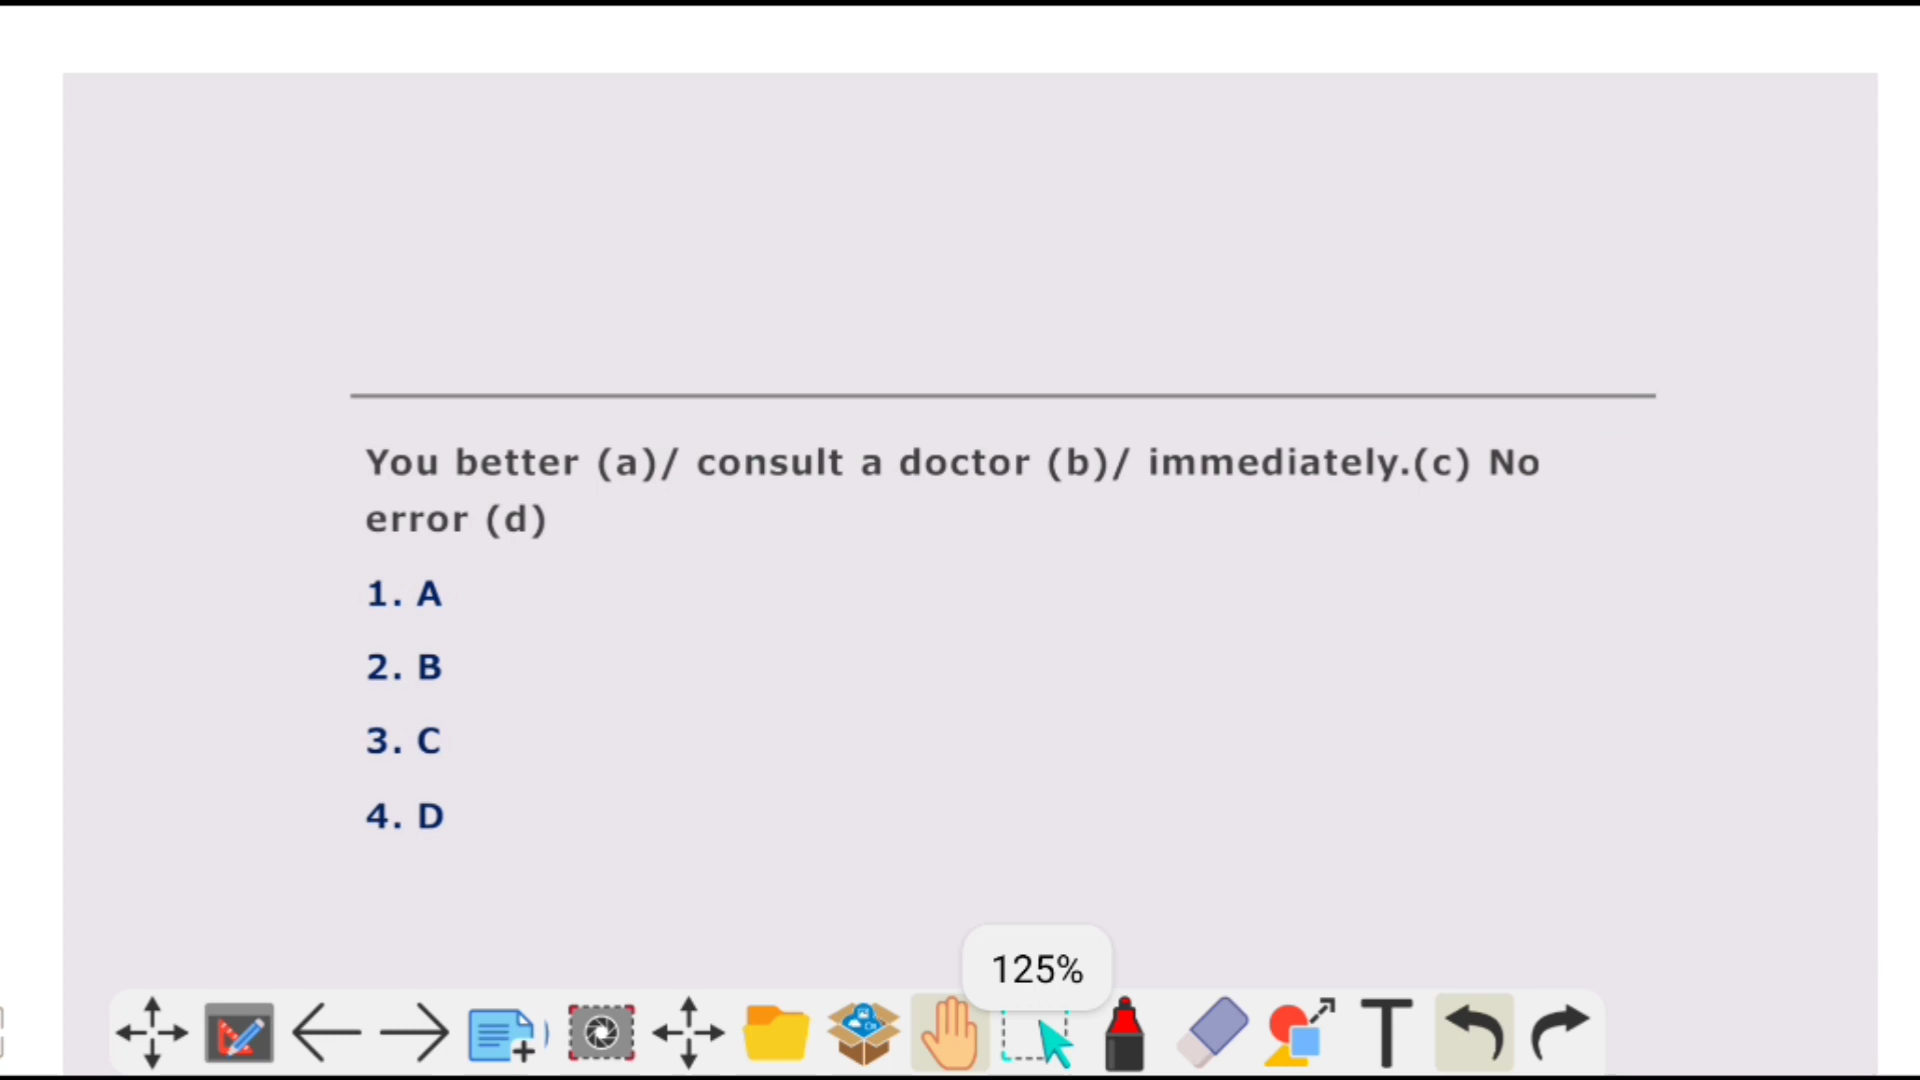 You better (a)/ consult a doctor (b)/ immediately.(c) No
error (d)
1. A
2. B
3. C
4. D
125%